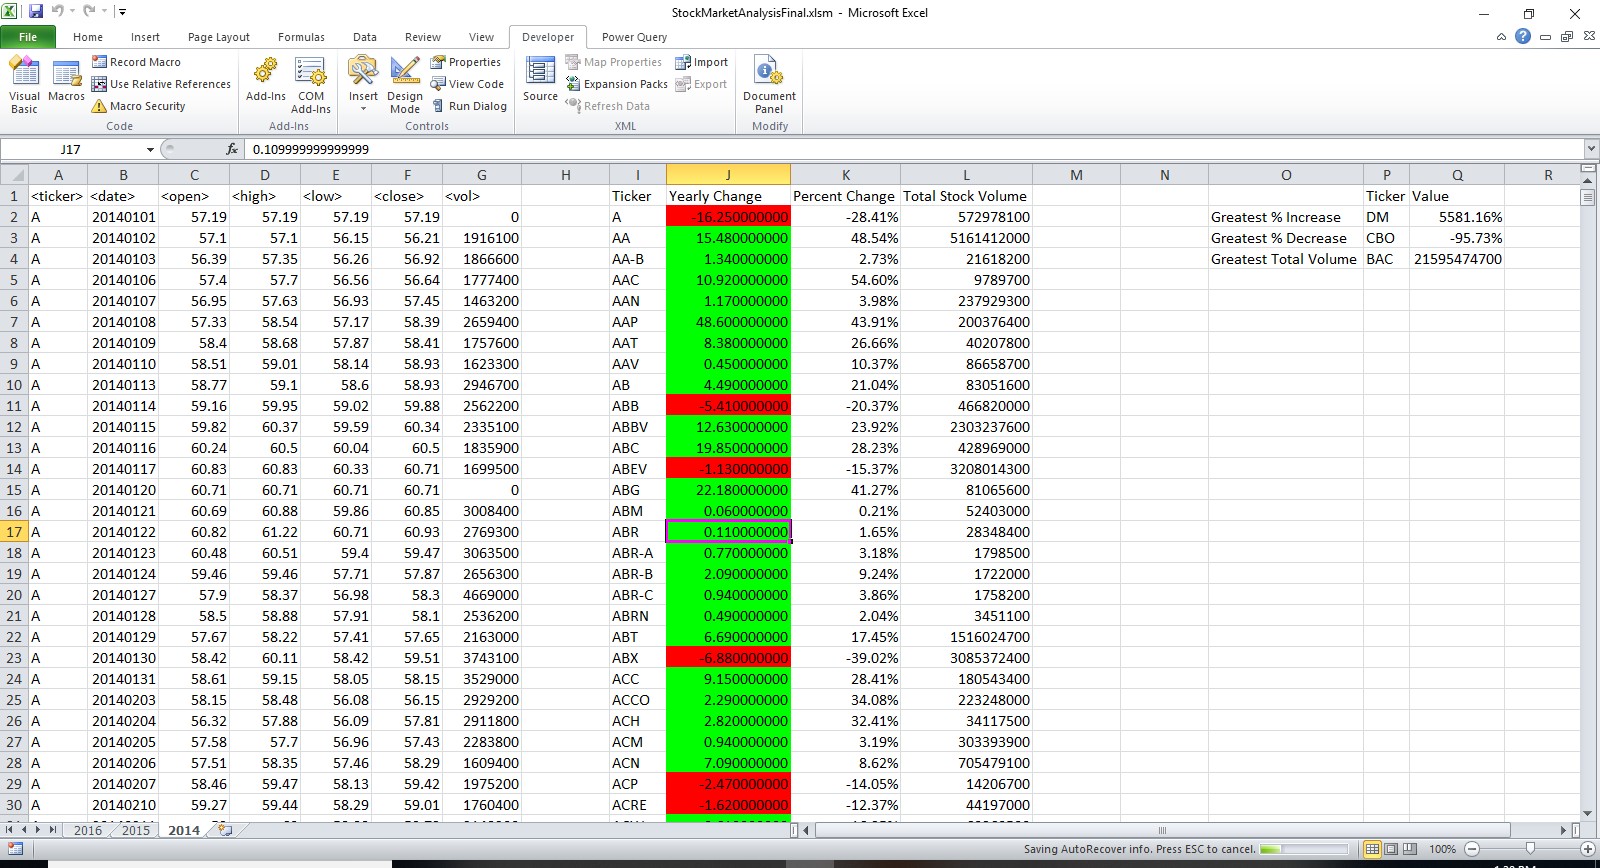 StockMarketAnalysisFinal.xlsm - Microsoft Excel
File Home Insert Page Layout Formulas Data Review View Developer Power Query
Visual Basic
Macros
Record Macro
Use Relative References
Macro Security
Code
Add-Ins
COM Add-Ins
Add-Ins
Insert
Design Mode
Properties
View Code
Run Dialog
Controls
Source
Map Properties
Expansion Packs
Refresh Data
Import
Export
XML
Document Panel
Modify
J17 fx 0.109999999999999
A B C D E F G H I J K L M N O P Q R
1 <ticker> <date> <open> <high> <low> <close> <vol> Ticker Yearly Change Percent Change Total Stock Volume Ticker Value
2 A 20140101 57.19 57.19 57.19 57.19 0 A -16.250000000 -28.41% 572978100 Greatest % Increase DM 5581.16%
3 A 20140102 57.1 57.1 56.15 56.21 1916100 AA 15.480000000 48.54% 5161412000 Greatest % Decrease CBO -95.73%
4 A 20140103 56.39 57.35 56.26 56.92 1866600 AA-B 1.340000000 2.73% 21618200 Greatest Total Volume BAC 21595474700
5 A 20140106 57.4 57.7 56.56 56.64 1777400 AAC 10.920000000 54.60% 9789700
6 A 20140107 56.95 57.63 56.93 57.45 1463200 AAN 1.170000000 3.98% 237929300
7 A 20140108 57.33 58.54 57.17 58.39 2659400 AAP 48.600000000 43.91% 200376400
8 A 20140109 58.4 58.68 57.87 58.41 1757600 AAT 8.380000000 26.66% 40207800
9 A 20140110 58.51 59.01 58.14 58.93 1623300 AAV 0.450000000 10.37% 86658700
10 A 20140113 58.77 59.1 58.6 58.93 2946700 AB 4.490000000 21.04% 83051600
11 A 20140114 59.16 59.95 59.02 59.88 2562200 ABB -5.410000000 -20.37% 466820000
12 A 20140115 59.82 60.37 59.59 60.34 2335100 ABBV 12.630000000 23.92% 2303237600
13 A 20140116 60.24 60.5 60.04 60.5 1835900 ABC 19.850000000 28.23% 428969000
14 A 20140117 60.83 60.83 60.33 60.71 1699500 ABEV -1.130000000 -15.37% 3208014300
15 A 20140120 60.71 60.71 60.71 60.71 0 ABG 22.180000000 41.27% 81065600
16 A 20140121 60.69 60.88 59.86 60.85 3008400 ABM 0.060000000 0.21% 52403000
17 A 20140122 60.82 61.22 60.71 60.93 2769300 ABR 0.110000000 1.65% 28348400
18 A 20140123 60.48 60.51 59.4 59.47 3063500 ABR-A 0.770000000 3.18% 1798500
19 A 20140124 59.46 59.46 57.71 57.87 2656300 ABR-B 2.090000000 9.24% 1722000
20 A 20140127 57.9 58.37 56.98 58.3 4669000 ABR-C 0.940000000 3.86% 1758200
21 A 20140128 58.5 58.88 57.91 58.1 2536200 ABRN 0.490000000 2.04% 3451100
22 A 20140129 57.67 58.22 57.41 57.65 2163000 ABT 6.690000000 17.45% 1516024700
23 A 20140130 58.42 60.11 58.42 59.51 3743100 ABX -6.880000000 -39.02% 3085372400
24 A 20140131 58.61 59.15 58.05 58.15 3529000 ACC 9.150000000 28.41% 180543400
25 A 20140203 58.15 58.48 56.08 56.15 2929200 ACCO 2.290000000 34.08% 223248000
26 A 20140204 56.32 57.88 56.09 57.81 2911800 ACH 2.820000000 32.41% 34117500
27 A 20140205 57.58 57.7 56.96 57.43 2283800 ACM 0.940000000 3.19% 303393900
28 A 20140206 57.51 58.35 57.46 58.29 1609400 ACN 7.090000000 8.62% 705479100
29 A 20140207 58.46 59.47 58.13 59.42 1975200 ACP -2.470000000 -14.05% 14206700
30 A 20140210 59.27 59.44 58.29 59.01 1760400 ACRE -1.620000000 -12.37% 44197000
2016 2015 2014
Saving AutoRecover info. Press ESC to cancel. 100%